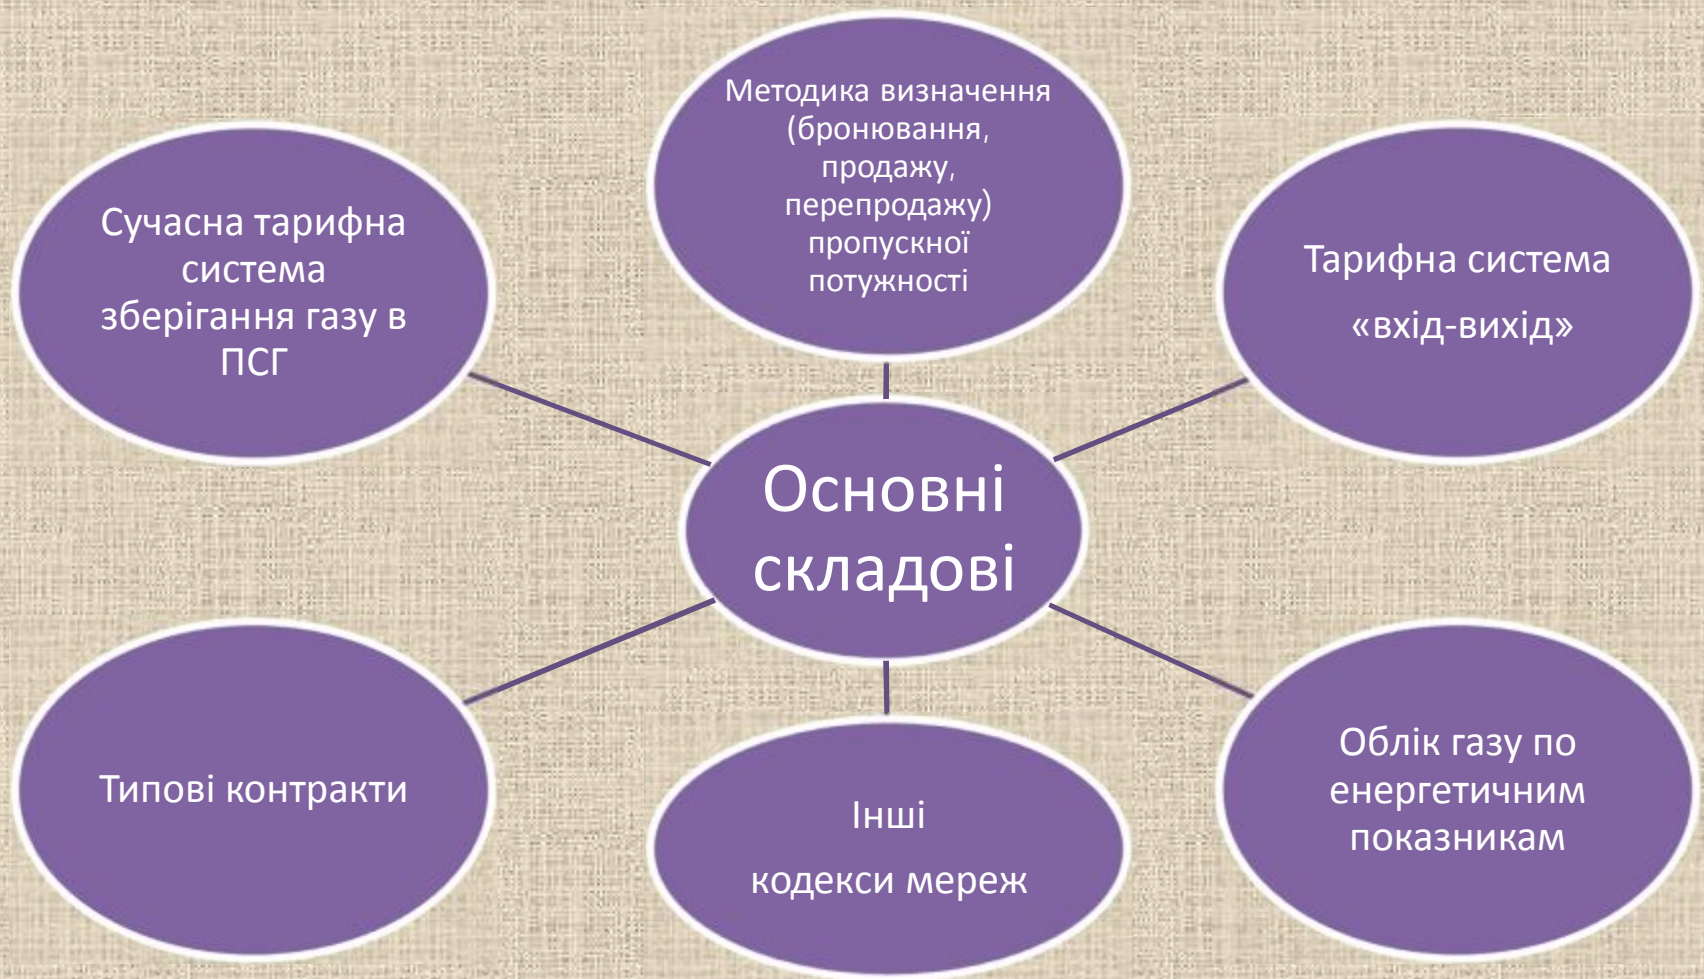 Методика визначення
(бронювання,
продажу,
перепродажу)
пропускної
потужності
Сучасна тарифна
система
зберігання газу в
ПСГ
Тарифна система
«вхід-вихід»
Основні
складові
Типові контракти
Інші
кодекси мереж
Облік газу по
енергетичним
показникам